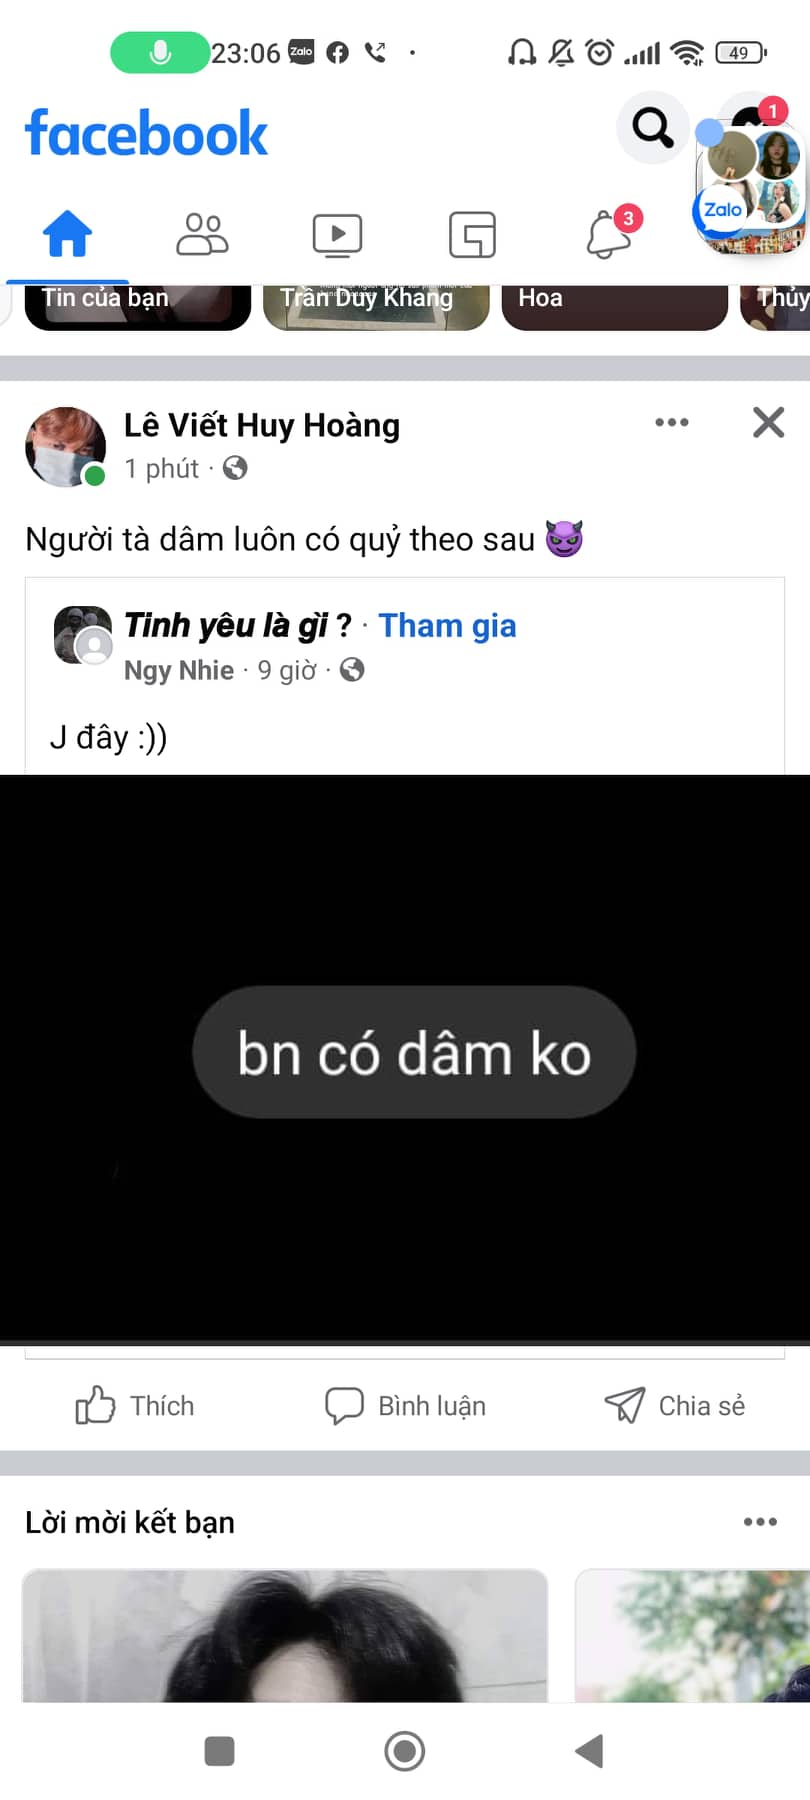 23:06 Zalo 49
facebook
1
Zalo
3
Tin của bạn
Trần Duy Khang
Hoa
Thủy
Lê Viết Huy Hoàng
1 phút ·
Người tà dâm luôn có quỷ theo sau 😈
Tinh yêu là gì ? · Tham gia
Ngy Nhie · 9 giờ ·
J đây :))
bn có dâm ko
Thích
Bình luận
Chia sẻ
Lời mời kết bạn